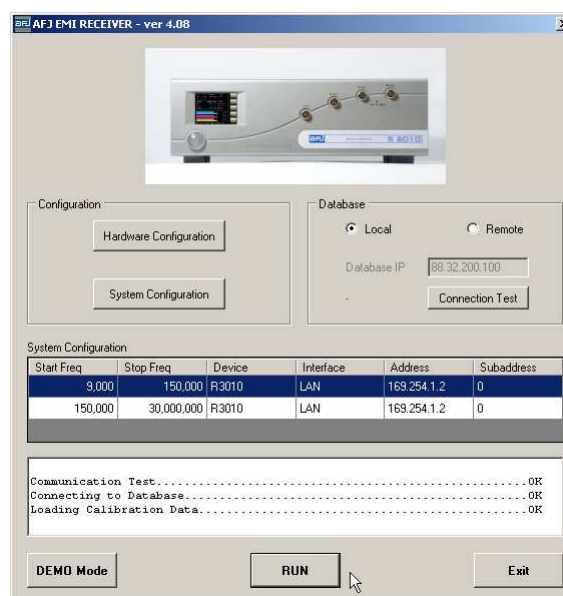 AFJ EMI RECEIVER - ver 4.08
Configuration
Hardware Configuration
System Configuration
Database
Local
Remote
Database IP
88.32.200.100
Connection Test
System Configuration
Start Freq Stop Freq Device Interface Address Subaddress
9,000 150,000 R3010 LAN 169.254.1.2 0
150,000 30,000,000 R3010 LAN 169.254.1.2 0
Communication Test..................................................OK
Connecting to Database..............................................OK
Loading Calibration Data............................................OK
DEMO Mode
RUN
Exit